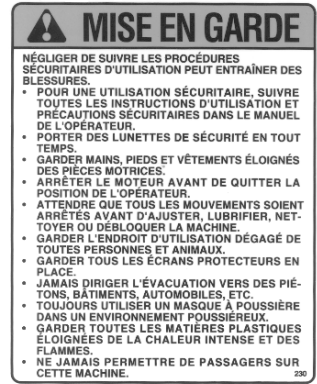 MISE EN GARDE
NÉGLIGER DE SUIVRE LES PROCÉDURES
SÉCURITAIRES D'UTILISATION PEUT ENTRAÎNER DES
BLESSURES.
• POUR UNE UTILISATION SÉCURITAIRE, SUIVRE
TOUTES LES INSTRUCTIONS D'UTILISATION ET
PRÉCAUTIONS SÉCURITAIRES DANS LE MANUEL
DE L'OPÉRATEUR.
• PORTER DES LUNETTES DE SÉCURITÉ EN TOUT
TEMPS.
• GARDER MAINS, PIEDS ET VÊTEMENTS ÉLOIGNÉS
DES PIÈCES MOTRICES.
• ARRÊTER LE MOTEUR AVANT DE QUITTER LA
POSITION DE L'OPÉRATEUR.
• ATTENDRE QUE TOUS LES MOUVEMENTS SOIENT
ARRÊTÉS AVANT D'AJUSTER, LUBRIFIER, NET-
TOYER OU DÉBLOQUER LA MACHINE.
• GARDER L'ENDROIT D'UTILISATION DÉGAGÉ DE
TOUTES PERSONNES ET ANIMAUX.
• GARDER TOUS LES ÉCRANS PROTECTEURS EN
PLACE.
• JAMAIS DIRIGER L'ÉVACUATION VERS DES PIÉ-
TONS, BÂTIMENTS, AUTOMOBILES, ETC.
• TOUJOURS UTILISER UN MASQUE À POUSSIÈRE
DANS UN ENVIRONNEMENT POUSSIÉREUX.
• GARDER TOUTES LES MATIÈRES PLASTIQUES
ÉLOIGNÉES DE LA CHALEUR INTENSE ET DES
FLAMMES.
• NE JAMAIS PERMETTRE DE PASSAGERS SUR
CETTE MACHINE. 230